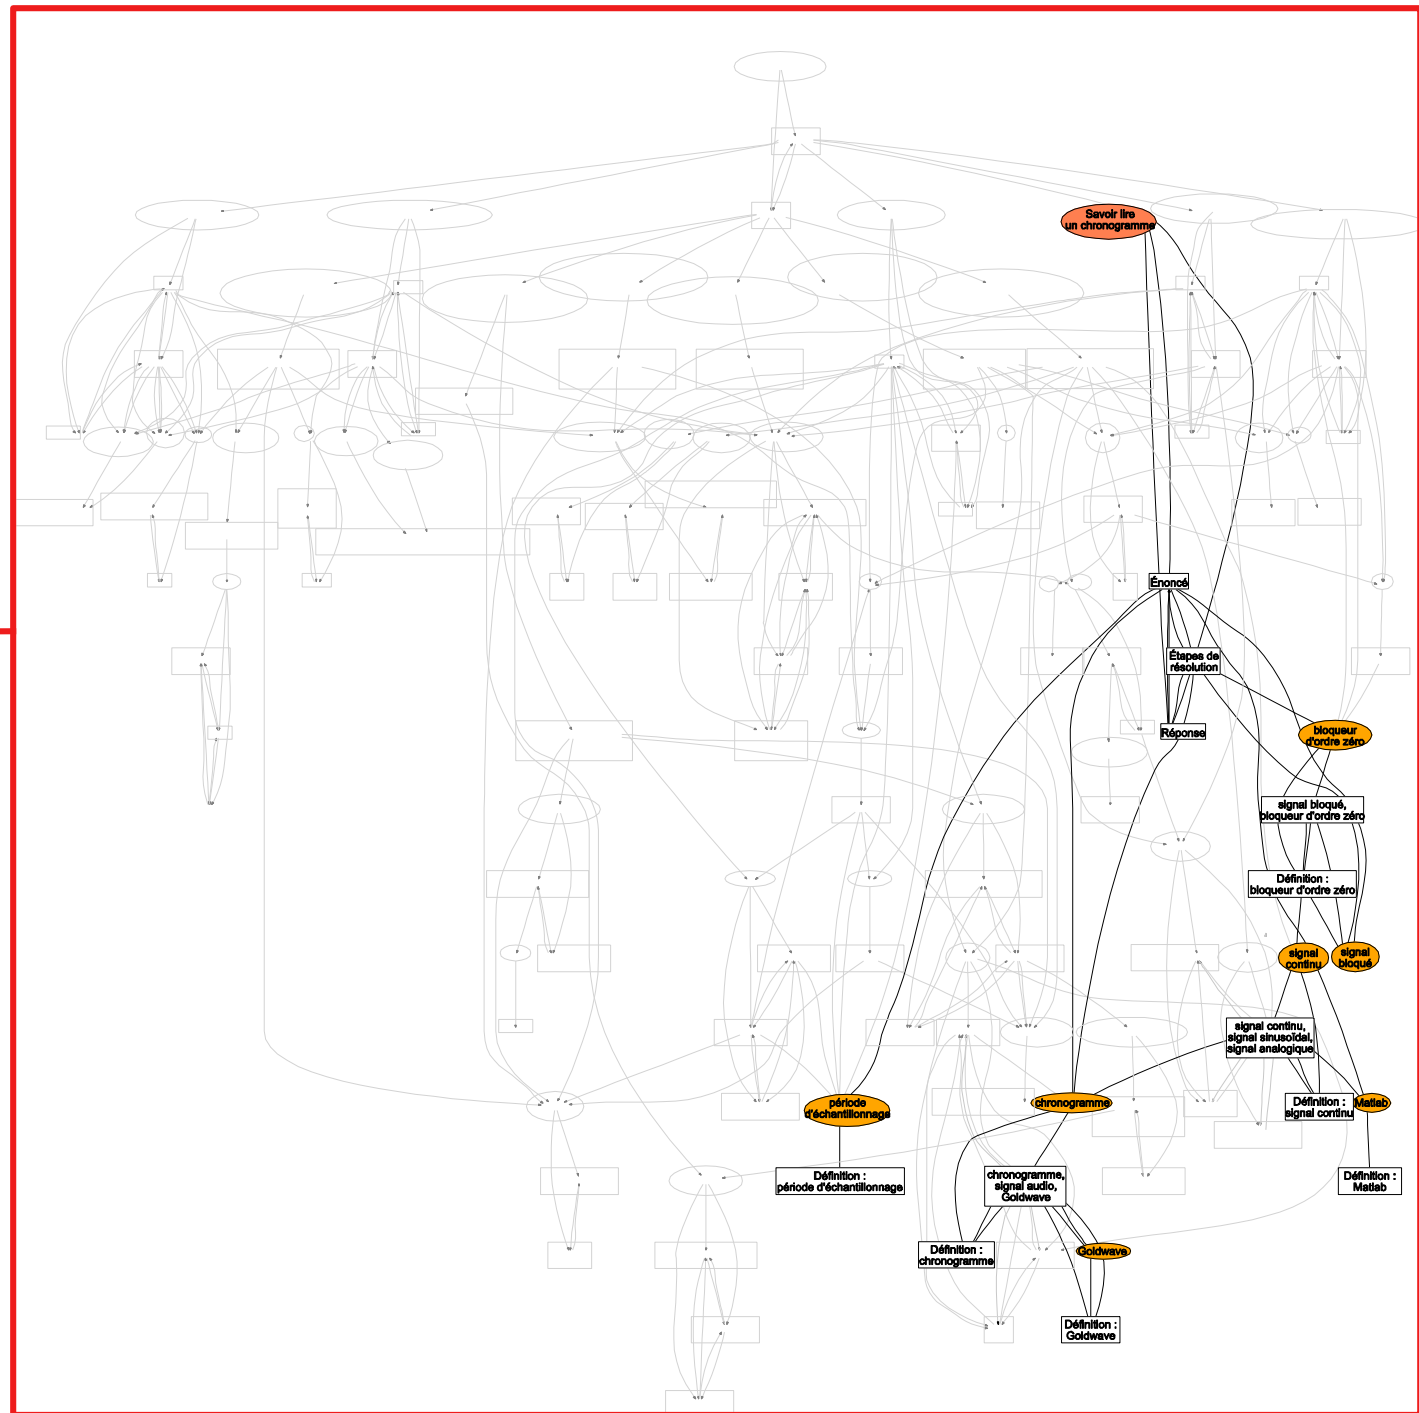 Savoir lire
un chronogramme
Énoncé
Étapes de
résolution
Réponse
bloqueur
d'ordre zéro
signal bloqué,
bloqueur d'ordre zéro
Définition :
bloqueur d'ordre zéro
signal
continu
signal
bloqué
signal continu,
signal sinusoïdal,
signal analogique
période
d'échantillonnage
chronogramme
Définition :
signal continu
Matlab
Définition :
période d'échantillonnage
chronogramme,
signal audio,
Goldwave
Définition :
Matlab
Définition :
chronogramme
Goldwave
Définition :
Goldwave